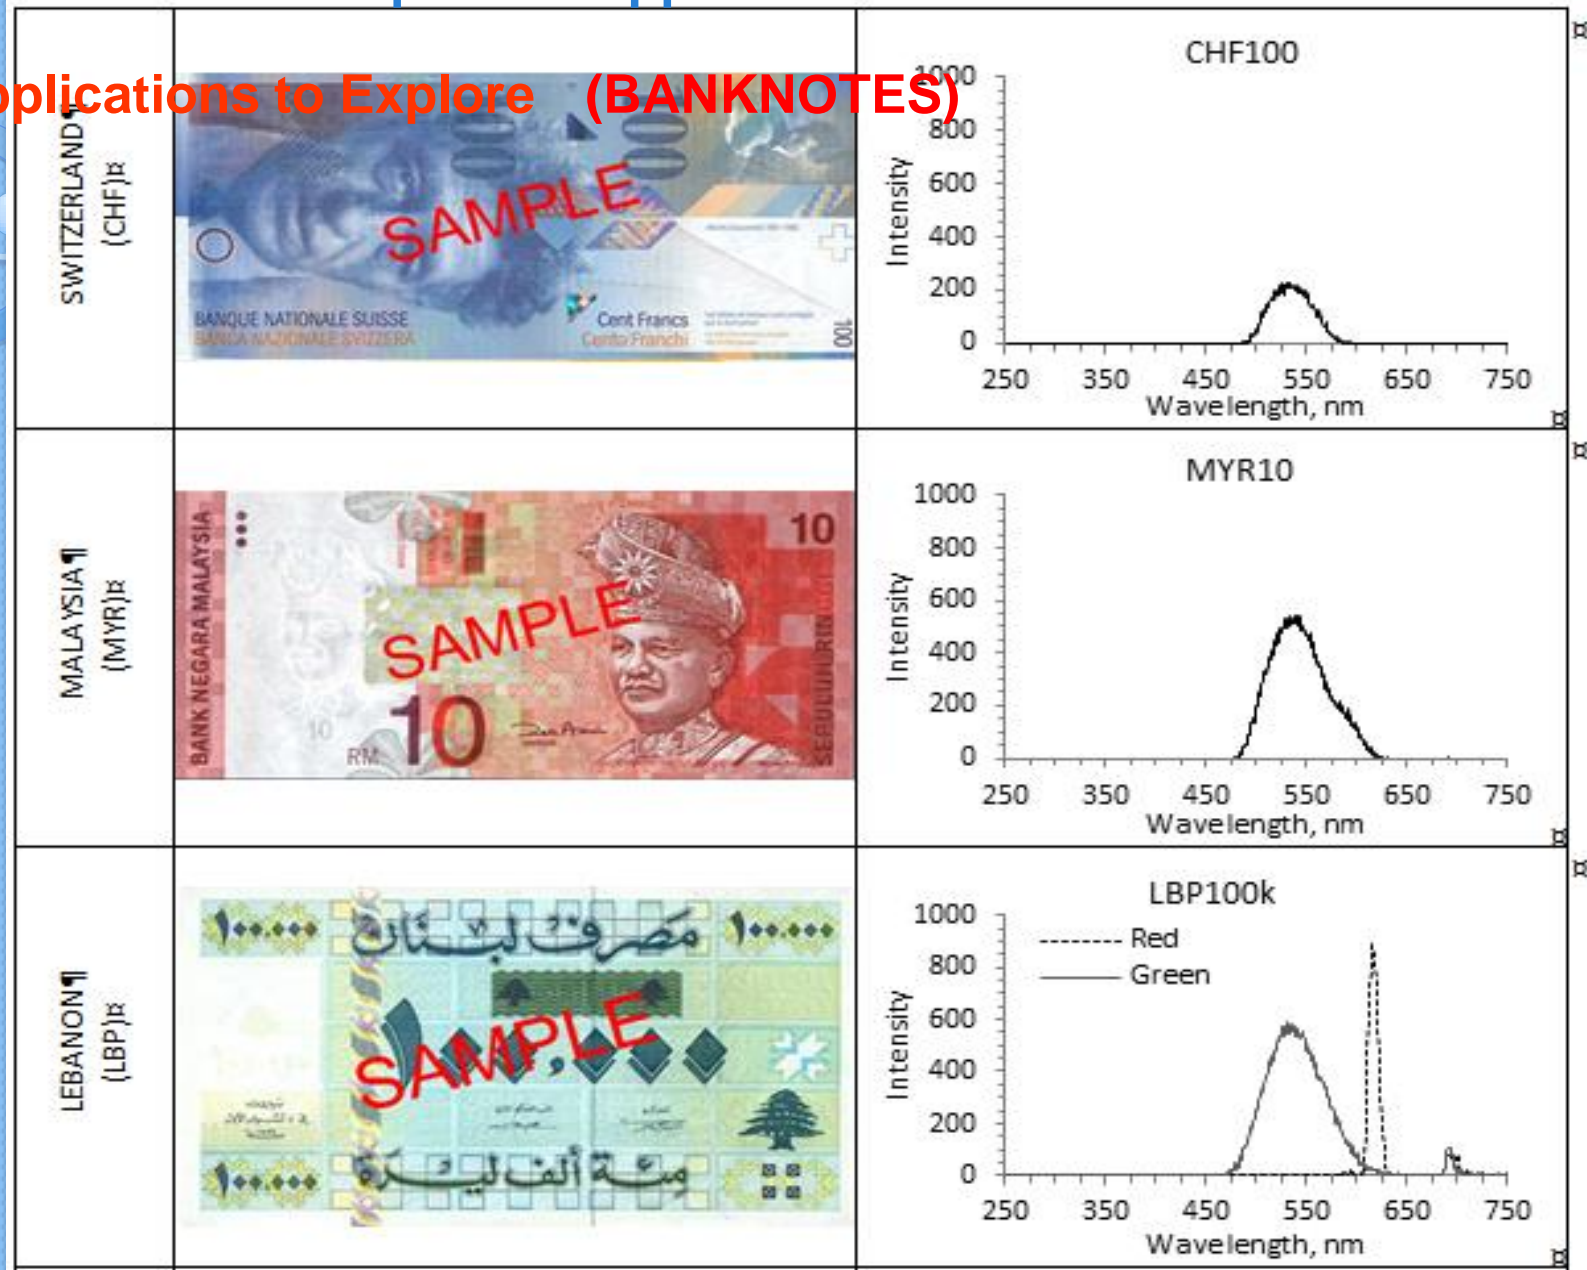 pplications to Explore (BANKNOTES)
SWITZERLAND¶
(CHF)¤
SAMPLE
BANQUE NATIONALE SUISSE
BANCA NAZIONALE SVIZZERA
Cent Francs
Cento Franchi
100
CHF100
1000
800
600
400
200
0
Intensity
250 350 450 550 650 750
Wavelength, nm
¤
¤
MALAYSIA¶
(MYR)¤
BANK NEGARA MALAYSIA
10
SAMPLE
10
RM 10
SEPULUH RINGGIT
MYR10
1000
800
600
400
200
0
Intensity
250 350 450 550 650 750
Wavelength, nm
¤
¤
LEBANON¶
(LBP)¤
١٠٠.٠٠٠ مصرف لبنان ١٠٠.٠٠٠
SAMPLE
١٠٠,٠٠٠
١٠٠.٠٠٠ مئة ألف ليرة
LBP100k
1000
800
600
400
200
0
Red
Green
Intensity
250 350 450 550 650 750
Wavelength, nm
¤
¤